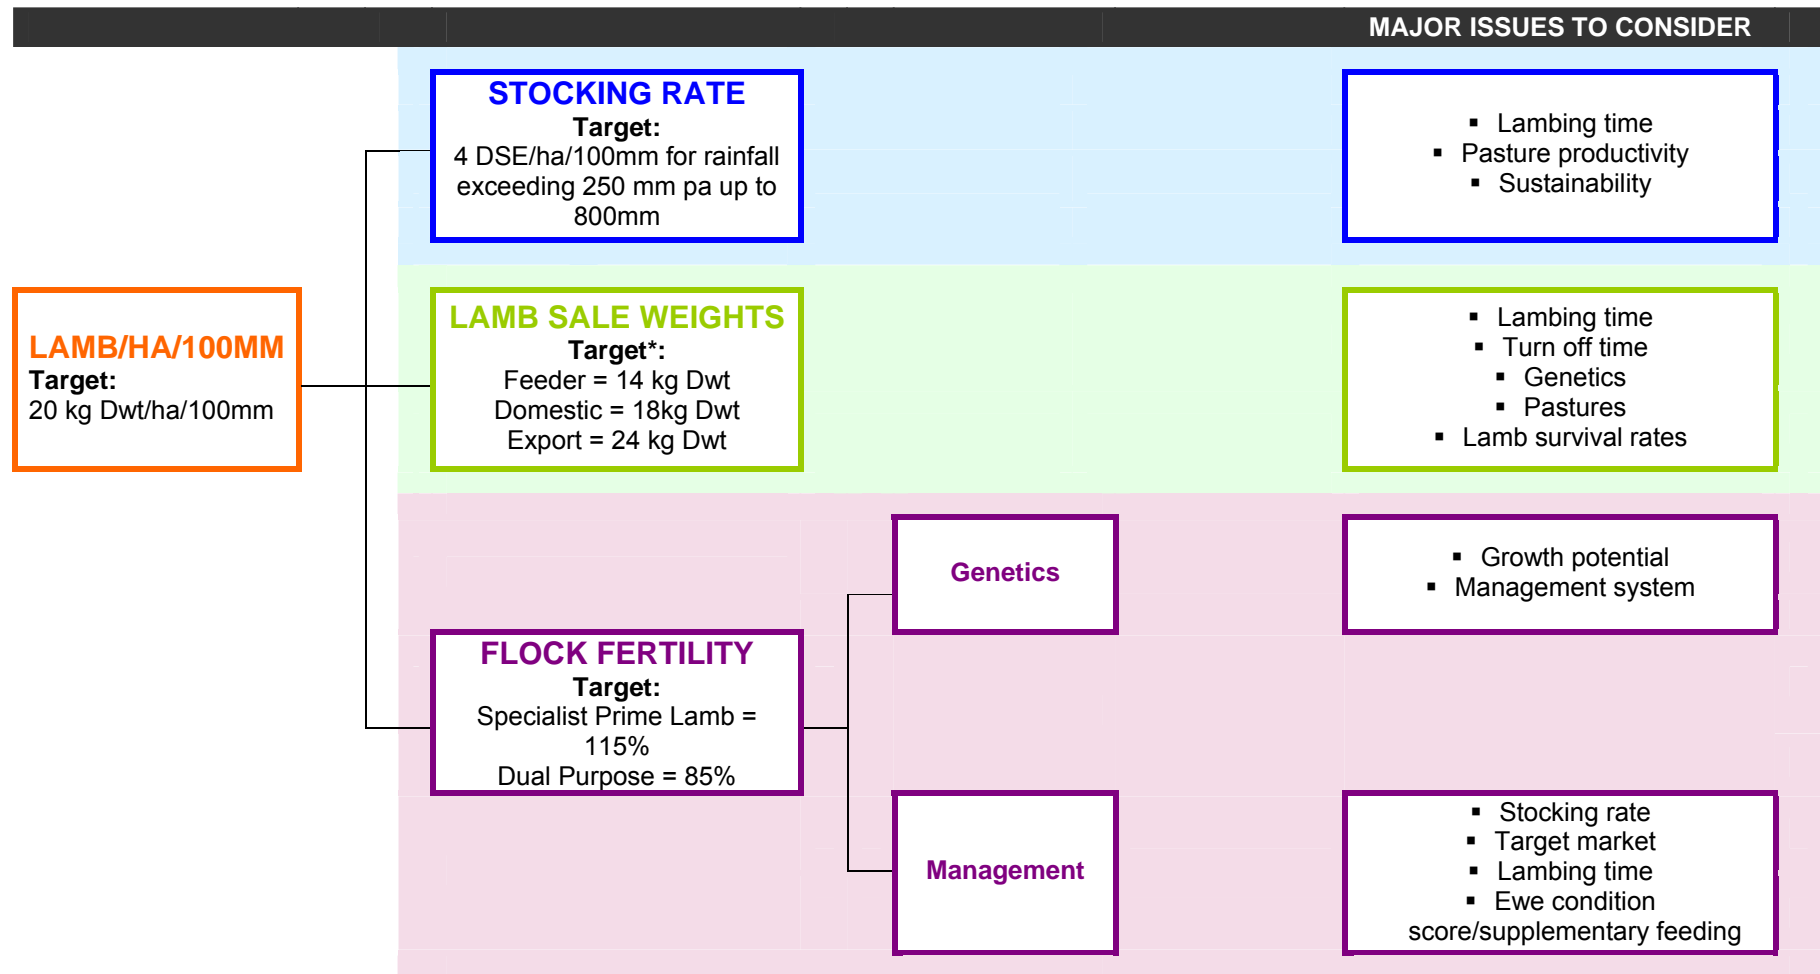 MAJOR ISSUES TO CONSIDER
STOCKING RATE
Target:
4 DSE/ha/100mm for rainfall
exceeding 250 mm pa up to
800mm
▪ Lambing time
▪ Pasture productivity
▪ Sustainability
LAMB/HA/100MM
Target:
20 kg Dwt/ha/100mm
LAMB SALE WEIGHTS
Target*:
Feeder = 14 kg Dwt
Domestic = 18kg Dwt
Export = 24 kg Dwt
▪ Lambing time
▪ Turn off time
▪ Genetics
▪ Pastures
▪ Lamb survival rates
FLOCK FERTILITY
Target:
Specialist Prime Lamb =
115%
Dual Purpose = 85%
Genetics
▪ Growth potential
▪ Management system
Management
▪ Stocking rate
▪ Target market
▪ Lambing time
▪ Ewe condition
score/supplementary feeding